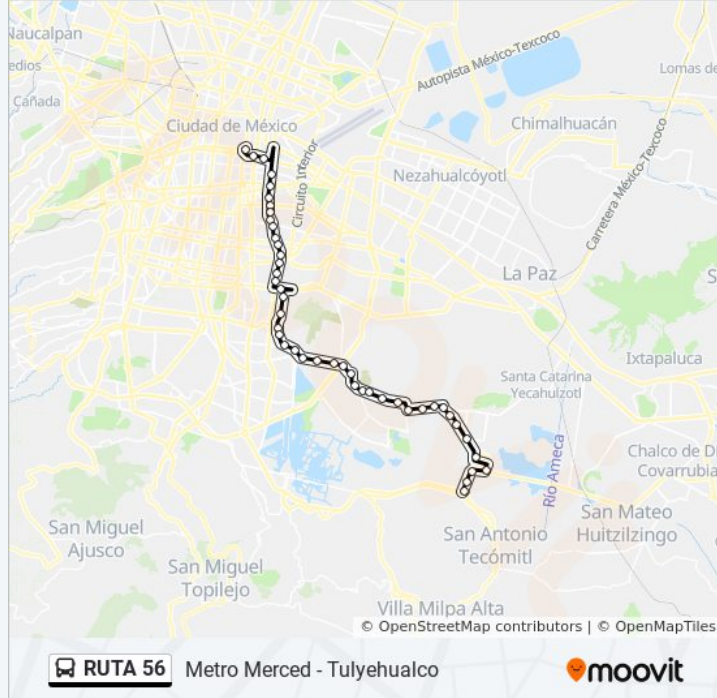 Naucalpan
edios
Cañada
Ciudad de México
Circuito Interior
Autopista México-Texcoco
Lomas de
Chimalhuacán
Nezahualcóyotl
Carretera México-Texcoco
La Paz
S
Ixtapaluca
Santa Catarina
Yecahuizotl
Chalco de D
Covarrubia
Río Ameca
San Miguel
Ajusco
San Miguel
Topilejo
San Antonio
Tecómitl
San Mateo
Huitzilzingo
Villa Milpa Alta
© OpenStreetMap contributors | © OpenMapTiles
RUTA 56 Metro Merced - Tulyehualco
moovit